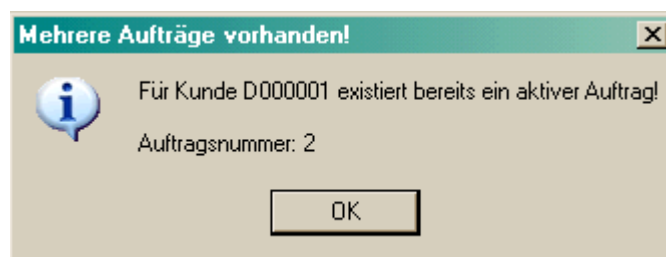 Mehrere Aufträge vorhanden!
Für Kunde D000001 existiert bereits ein aktiver Auftrag!
Auftragsnummer: 2
OK